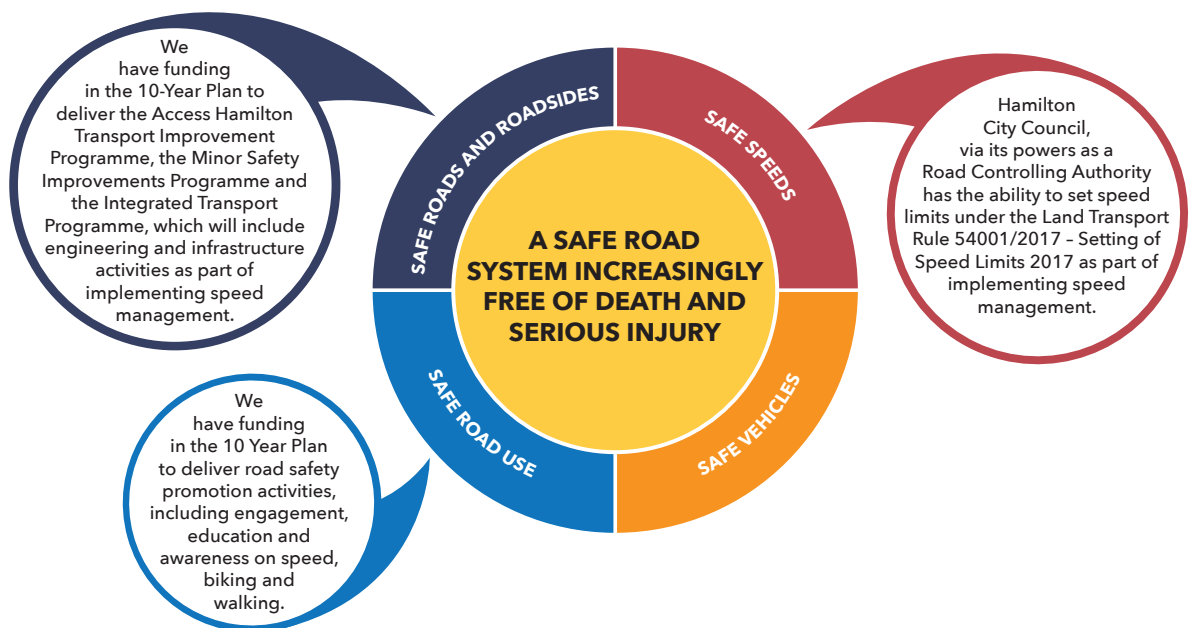 We
have funding
in the 10-Year Plan to
deliver the Access Hamilton
Transport Improvement
Programme, the Minor Safety
Improvements Programme and
the Integrated Transport
Programme, which will include
engineering and infrastructure
activities as part of
implementing speed
management.
SAFE ROADS AND ROADSIDES
SAFE SPEEDS
Hamilton
City Council,
via its powers as a
Road Controlling Authority
has the ability to set speed
limits under the Land Transport
Rule 54001/2017 – Setting of
Speed Limits 2017 as part of
implementing speed
management.
A SAFE ROAD
SYSTEM INCREASINGLY
FREE OF DEATH AND
SERIOUS INJURY
We
have funding
in the 10 Year Plan
to deliver road safety
promotion activities,
including engagement,
education and
awareness on speed,
biking and
walking.
SAFE ROAD USE
SAFE VEHICLES